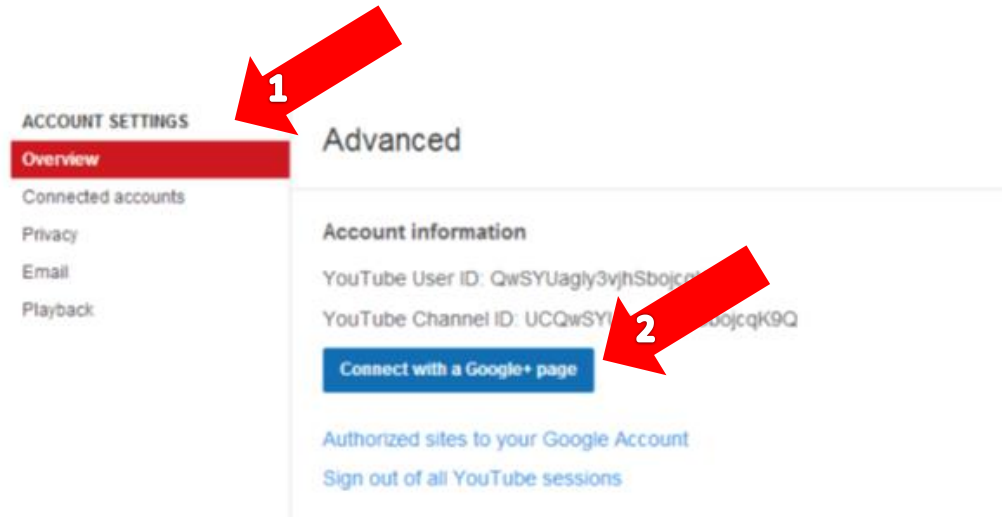 1
ACCOUNT SETTINGS
Advanced
Overview
Connected accounts
Privacy
Account information
Email
YouTube User ID:
Playback
YouTube Channel ID:
2
Connect with a Google+ page
Authorized sites to your Google Account
Sign out of all YouTube sessions